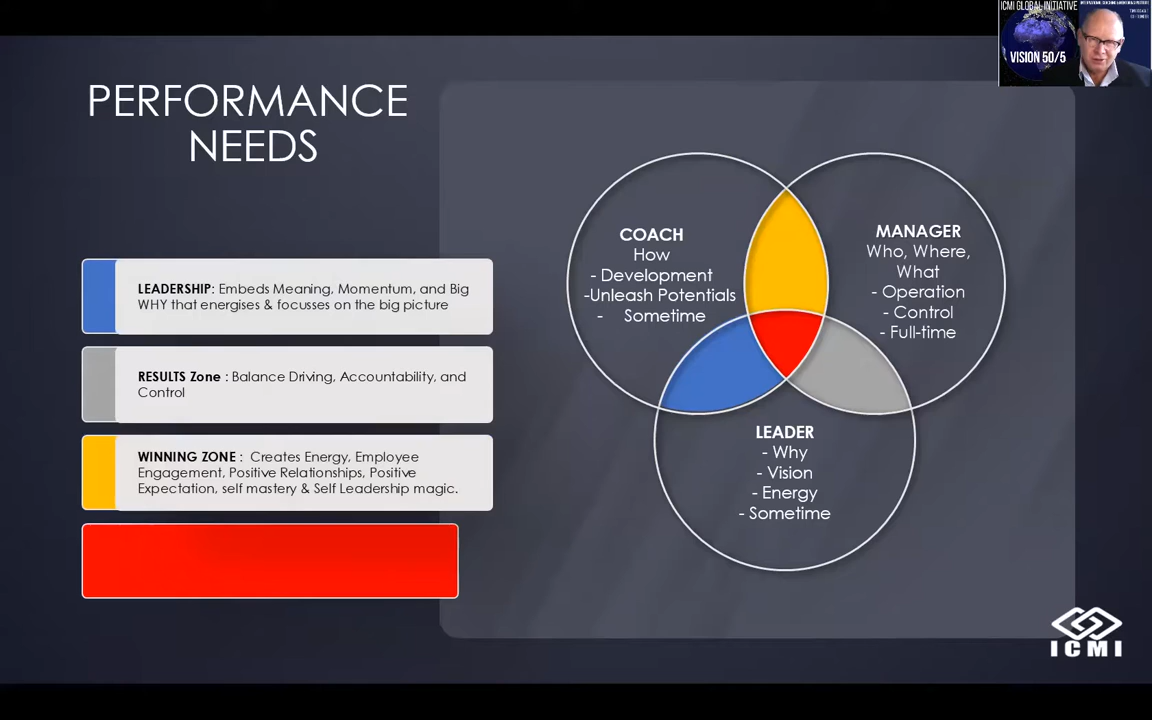 ICMI GLOBAL INITIATIVE
VISION 50/5
PERFORMANCE
NEEDS
LEADERSHIP: Embeds Meaning, Momentum, and Big
WHY that energises & focusses on the big picture
RESULTS Zone : Balance Driving, Accountability, and
Control
WINNING ZONE : Creates Energy, Employee
Engagement, Positive Relationships, Positive
Expectation, self mastery & Self Leadership magic.
COACH
How
- Development
-Unleash Potentials
- Sometime
MANAGER
Who, Where,
What
- Operation
- Control
- Full-time
LEADER
- Why
- Vision
- Energy
- Sometime
ICMI